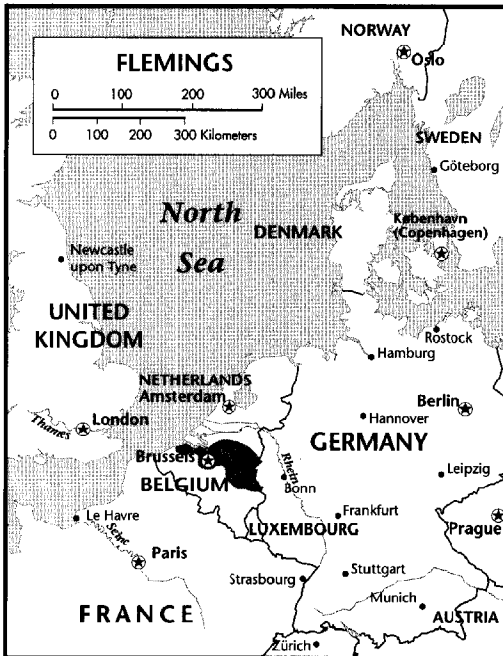 NORWAY
Oslo
FLEMINGS
0 100 200 300 Miles
0 100 200 300 Kilometers
SWEDEN
Göteborg
North
Sea
DENMARK
København
(Copenhagen)
Newcastle
upon Tyne
UNITED
KINGDOM
Rostock
Hamburg
NETHERLANDS
Amsterdam
Berlin
Hannover
Thames
London
GERMANY
Brussels
BELGIUM
Rhein
Bonn
Leipzig
Le Havre
Seine
Frankfurt
LUXEMBOURG
Prague
Paris
Strasbourg
Stuttgart
Munich
FRANCE
AUSTRIA
Zürich